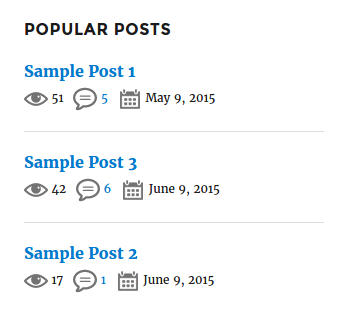 POPULAR POSTS
Sample Post 1
51 5 May 9, 2015
Sample Post 3
42 6 June 9, 2015
Sample Post 2
17 1 June 9, 2015